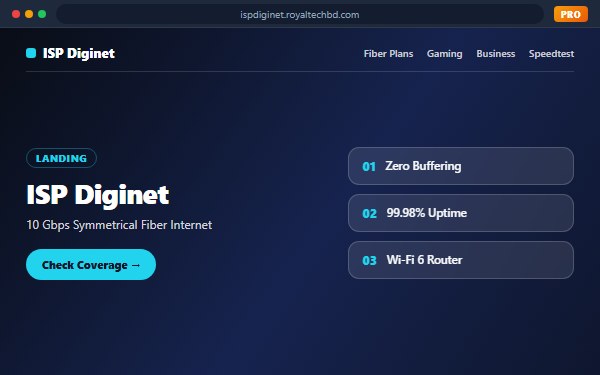 ispdiginet.royaltechbd.com
PRO
ISP Diginet
Fiber Plans Gaming Business Speedtest
LANDING
ISP Diginet
10 Gbps Symmetrical Fiber Internet
Check Coverage →
01 Zero Buffering
02 99.98% Uptime
03 Wi-Fi 6 Router